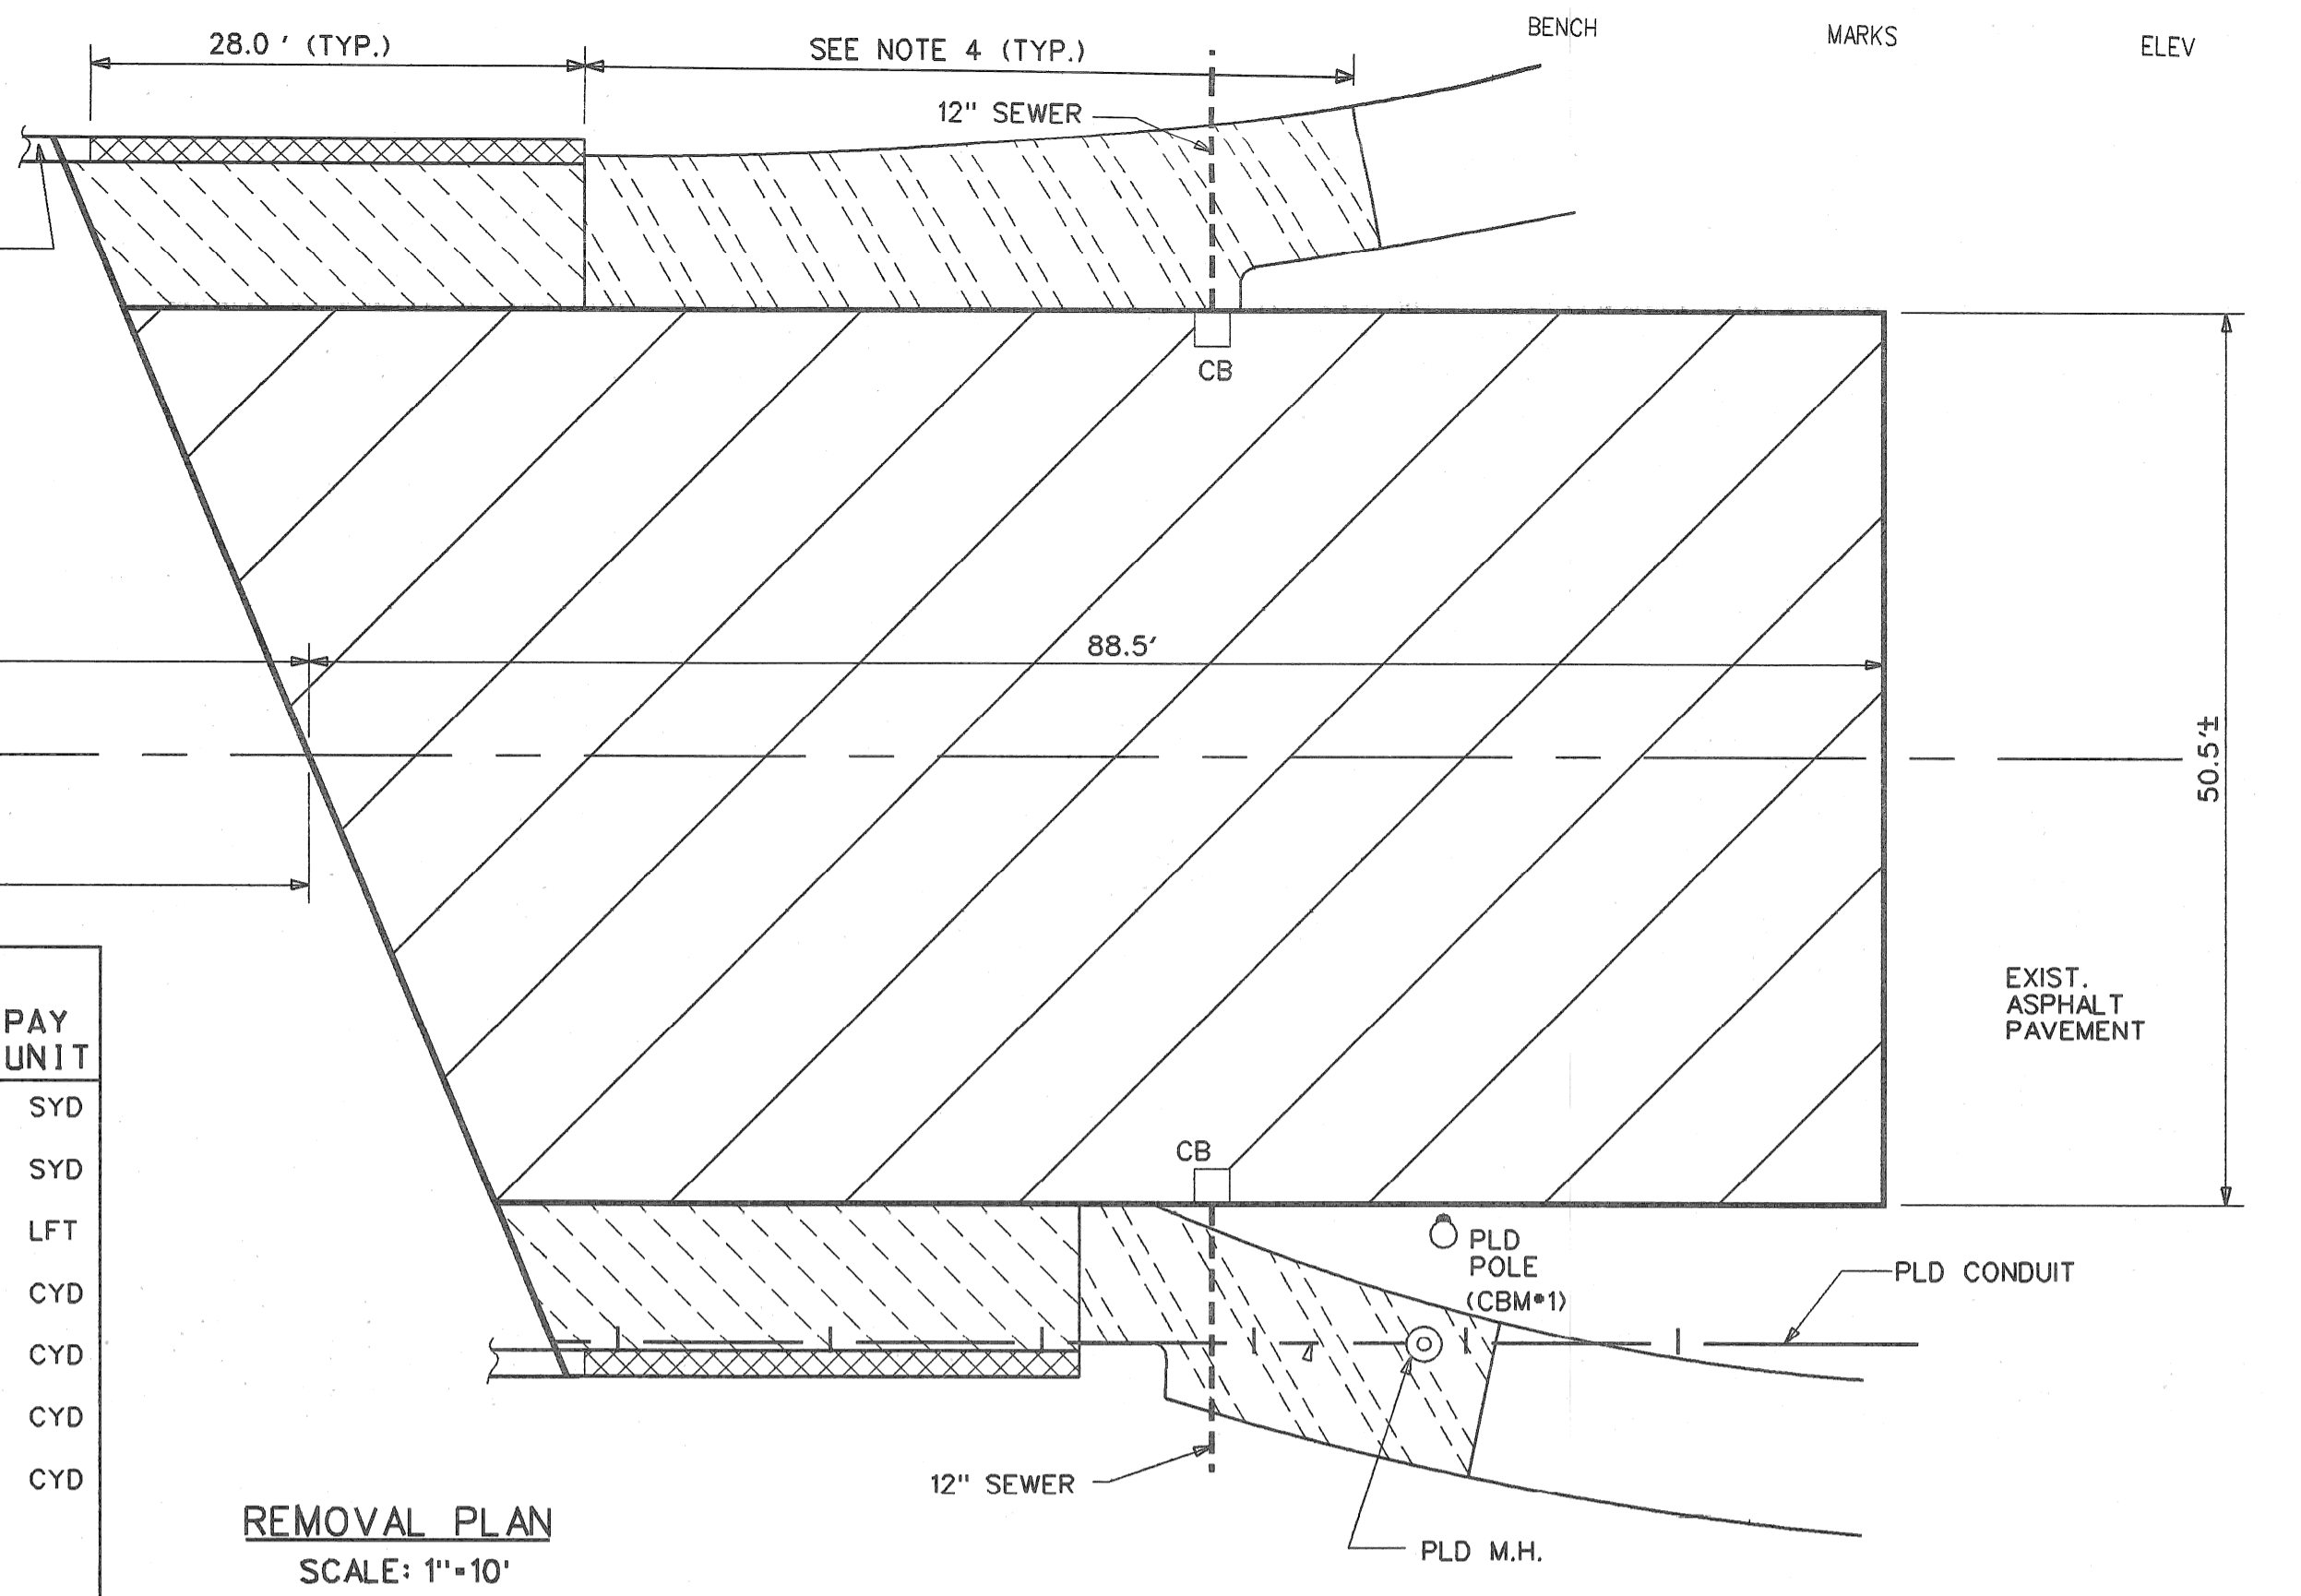 28.0 ' (TYP.)
SEE NOTE 4 (TYP.)
BENCH MARKS ELEV
12" SEWER
CB
88.5'
50.5'±
EXIST.
ASPHALT
PAVEMENT
PAY
UNIT
SYD
SYD
LFT
CYD
CYD
CYD
CYD
CB
PLD
POLE
(CBM#1)
PLD CONDUIT
12" SEWER
PLD M.H.
REMOVAL PLAN
SCALE: 1"=10'